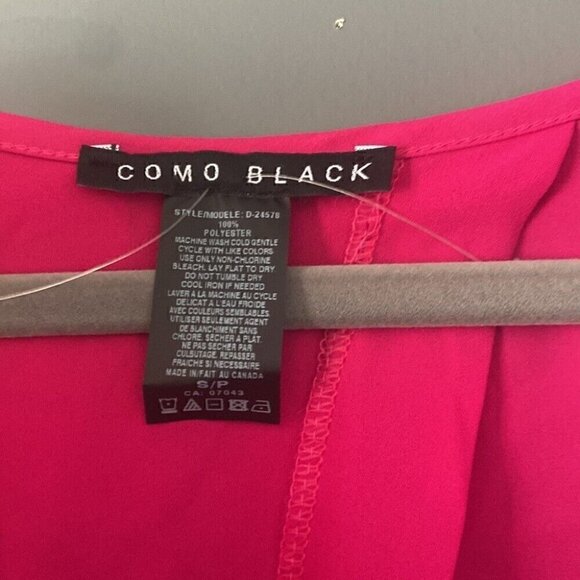 COMO BLACK
STYLE/MODELE: D-24578
100%
POLYESTER
MACHINE WASH COLD GENTLE
CYCLE WITH LIKE COLORS
USE ONLY NON-CHLORINE
BLEACH. LAY FLAT TO DRY
DO NOT TUMBLE DRY
COOL IRON IF NEEDED
LAVER A LA MACHINE AU CYCLE
DELICAT A L'EAU FROIDE
AVEC COULEURS SEMBLABLES
UTILISER SEULEMENT AGENT
DE BLANCHIMENT SANS
CHLORE. SÉCHER A PLAT.
NE PAS SÉCHER PAR
CULBUTAGE, REPASSER
FRAICHE SI NECESSAIRE
MADE IN/FAIT AU CANADA
S/P
CA: 07043